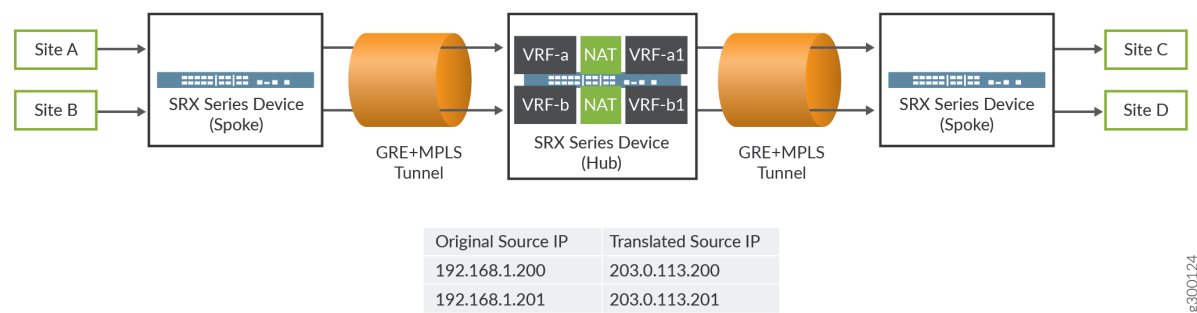 Site A
Site B
SRX Series Device
(Spoke)
GRE+MPLS
Tunnel
VRF-a NAT VRF-a1
VRF-b NAT VRF-b1
SRX Series Device
(Hub)
GRE+MPLS
Tunnel
SRX Series Device
(Spoke)
Site C
Site D
Original Source IP Translated Source IP
192.168.1.200 203.0.113.200
192.168.1.201 203.0.113.201
g300124